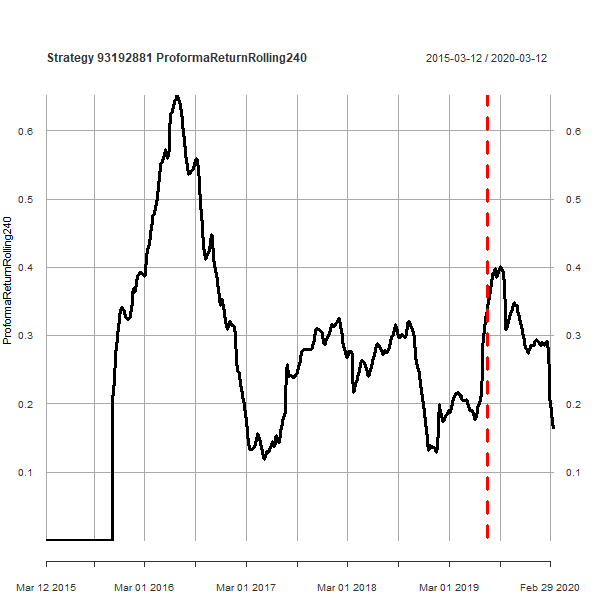 Strategy 93192881 ProformaReturnRolling240
2015-03-12 / 2020-03-12
ProformaReturnRolling240
0.6 0.6
0.5 0.5
0.4 0.4
0.3 0.3
0.2 0.2
0.1 0.1
Mar 12 2015 Mar 01 2016 Mar 01 2017 Mar 01 2018 Mar 01 2019 Feb 29 2020